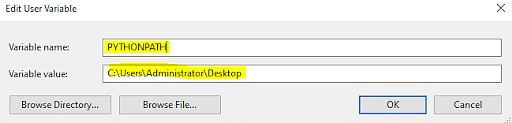 Edit User Variable
Variable name: PYTHONPATH
Variable value: C:\Users\Administrator\Desktop
Browse Directory... Browse File... OK Cancel